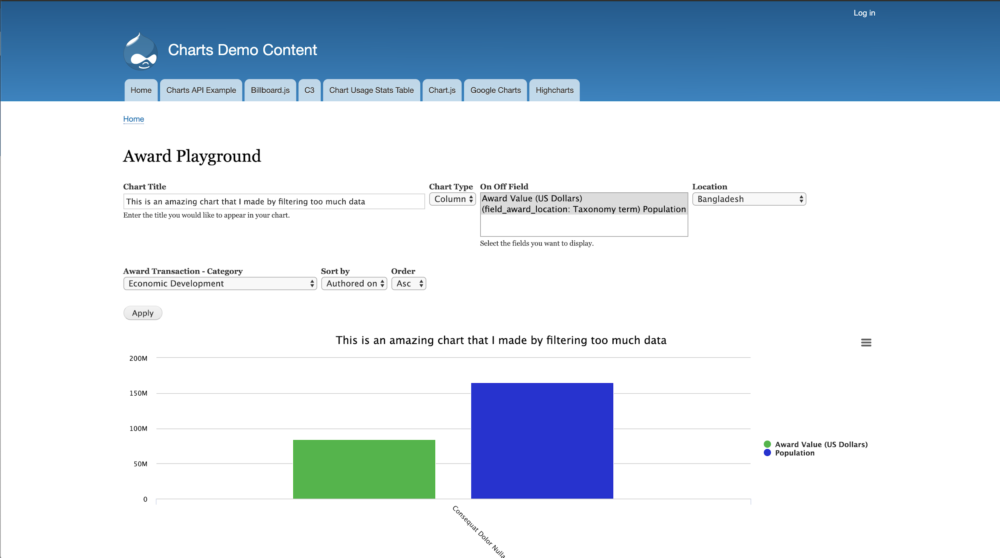 Log in
Charts Demo Content
Home
Charts API Example
Billboard.js
C3
Chart Usage Stats Table
Chart.js
Google Charts
Highcharts
Home
Award Playground
Chart Title
This is an amazing chart that I made by filtering too much data
Enter the title you would like to appear in your chart.
Chart Type
Column
On Off Field
Award Value (US Dollars)
(field_award_location: Taxonomy term) Population
Select the fields you want to display.
Location
Bangladesh
Award Transaction - Category
Economic Development
Sort by
Authored on
Order
Asc
Apply
This is an amazing chart that I made by filtering too much data
200M
150M
100M
50M
0
Award Value (US Dollars)
Population
Consequat Dolor Nulla